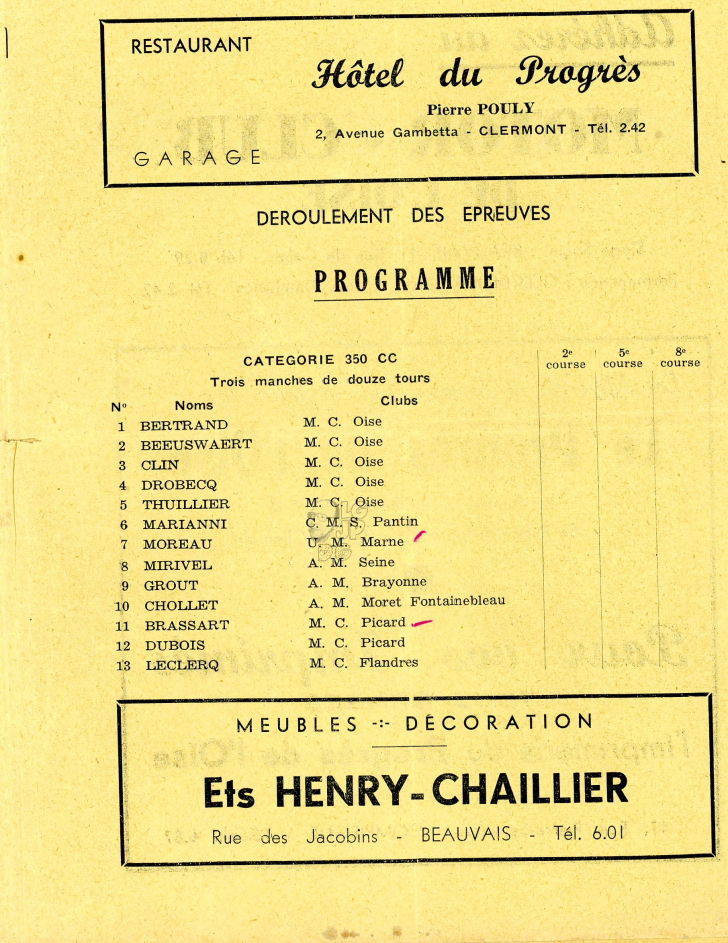 RESTAURANT
Hôtel du Progrès
Pierre POULY
2, Avenue Gambetta - CLERMONT - Tél. 2.42
GARAGE
DEROULEMENT DES EPREUVES
PROGRAMME
CATEGORIE 350 CC
Trois manches de douze tours
2e course 5e course 8e course
No Noms Clubs
1 BERTRAND M. C. Oise
2 BEEUSWAERT M. C. Oise
3 CLIN M. C. Oise
4 DROBECQ M. C. Oise
5 THUILLIER M. C. Oise
6 MARIANNI C. M. S. Pantin
7 MOREAU U. M. Marne
8 MIRIVEL A. M. Seine
9 GROUT A. M. Brayonne
10 CHOLLET A. M. Moret Fontainebleau
11 BRASSART M. C. Picard
12 DUBOIS M. C. Picard
13 LECLERQ M. C. Flandres
MEUBLES -:- DÉCORATION
Ets HENRY-CHAILLIER
Rue des Jacobins - BEAUVAIS - Tél. 6.01